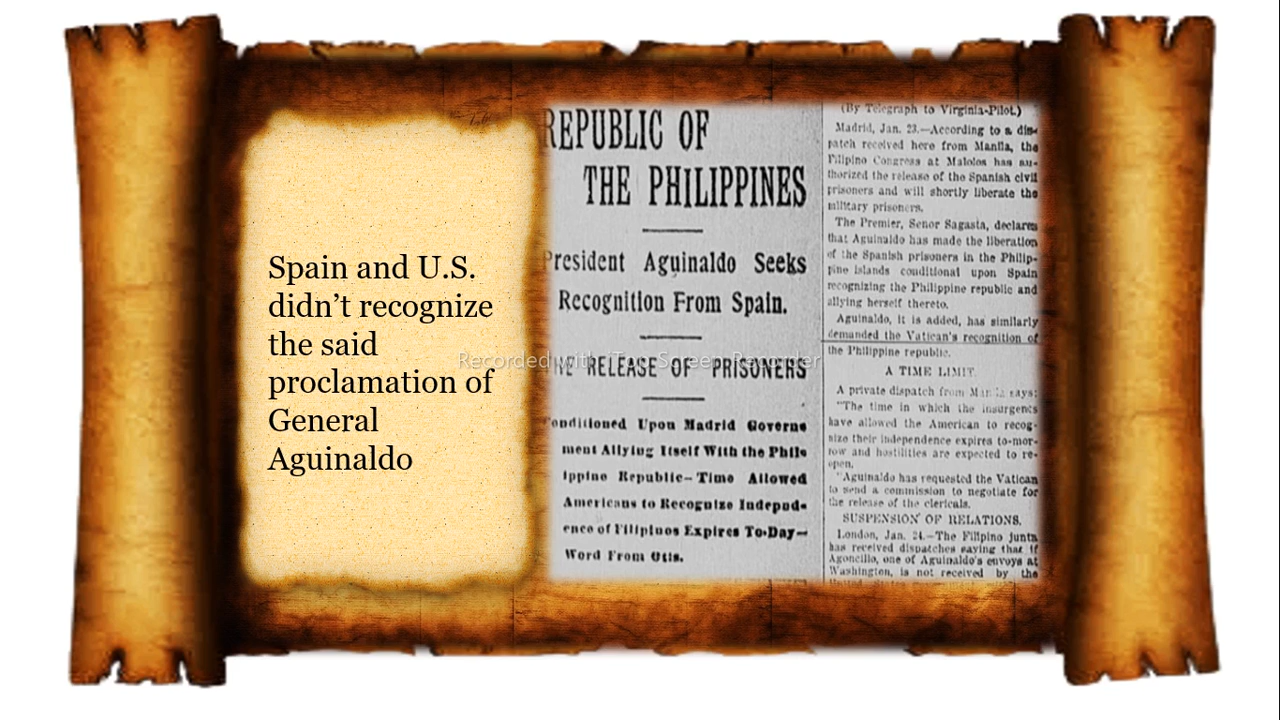 Spain and U.S.
didn’t recognize
the said
proclamation of
General
Aguinaldo
REPUBLIC OF
THE PHILIPPINES
President Aguinaldo Seeks
Recognition From Spain.
RELEASE OF PRISONERS
Conditioned Upon Madrid Govern-
ment Allying Itself With the Phil-
ippine Republic—Time Allowed
Americans to Recognize Independ-
ence of Filipinos Expires To-Day—
Word From Otis.
(By Telegraph to Virginia-Pilot.)
Madrid, Jan. 23.—According to a dis-
patch received here from Manila, the
Filipino Congress at Malolos has au-
thorized the release of the Spanish civil
prisoners and will shortly liberate the
military prisoners.
The Premier, Senor Sagasta, declares
that Aguinaldo has made the liberation
of the Spanish prisoners in the Philip-
pine islands conditional upon Spain
recognizing the Philippine republic and
allying herself thereto.
Aguinaldo, it is added, has similarly
demanded the Vatican's recognition of
the Philippine republic.
A TIME LIMIT.
A private dispatch from Manila says:
"The time in which the insurgents
have allowed the American to recog-
nize their independence expires to-mor-
row and hostilities are expected to re-
open.
"Aguinaldo has requested the Vatican
to send a commission to negotiate for
the release of the clericals.
SUSPENSION OF RELATIONS.
London, Jan. 24.—The Filipino junta
has received dispatches saying that if
Agoncillo, one of Aguinaldo's envoys at
Washington, is not received by the
Recorded with iTop Screen Recorder